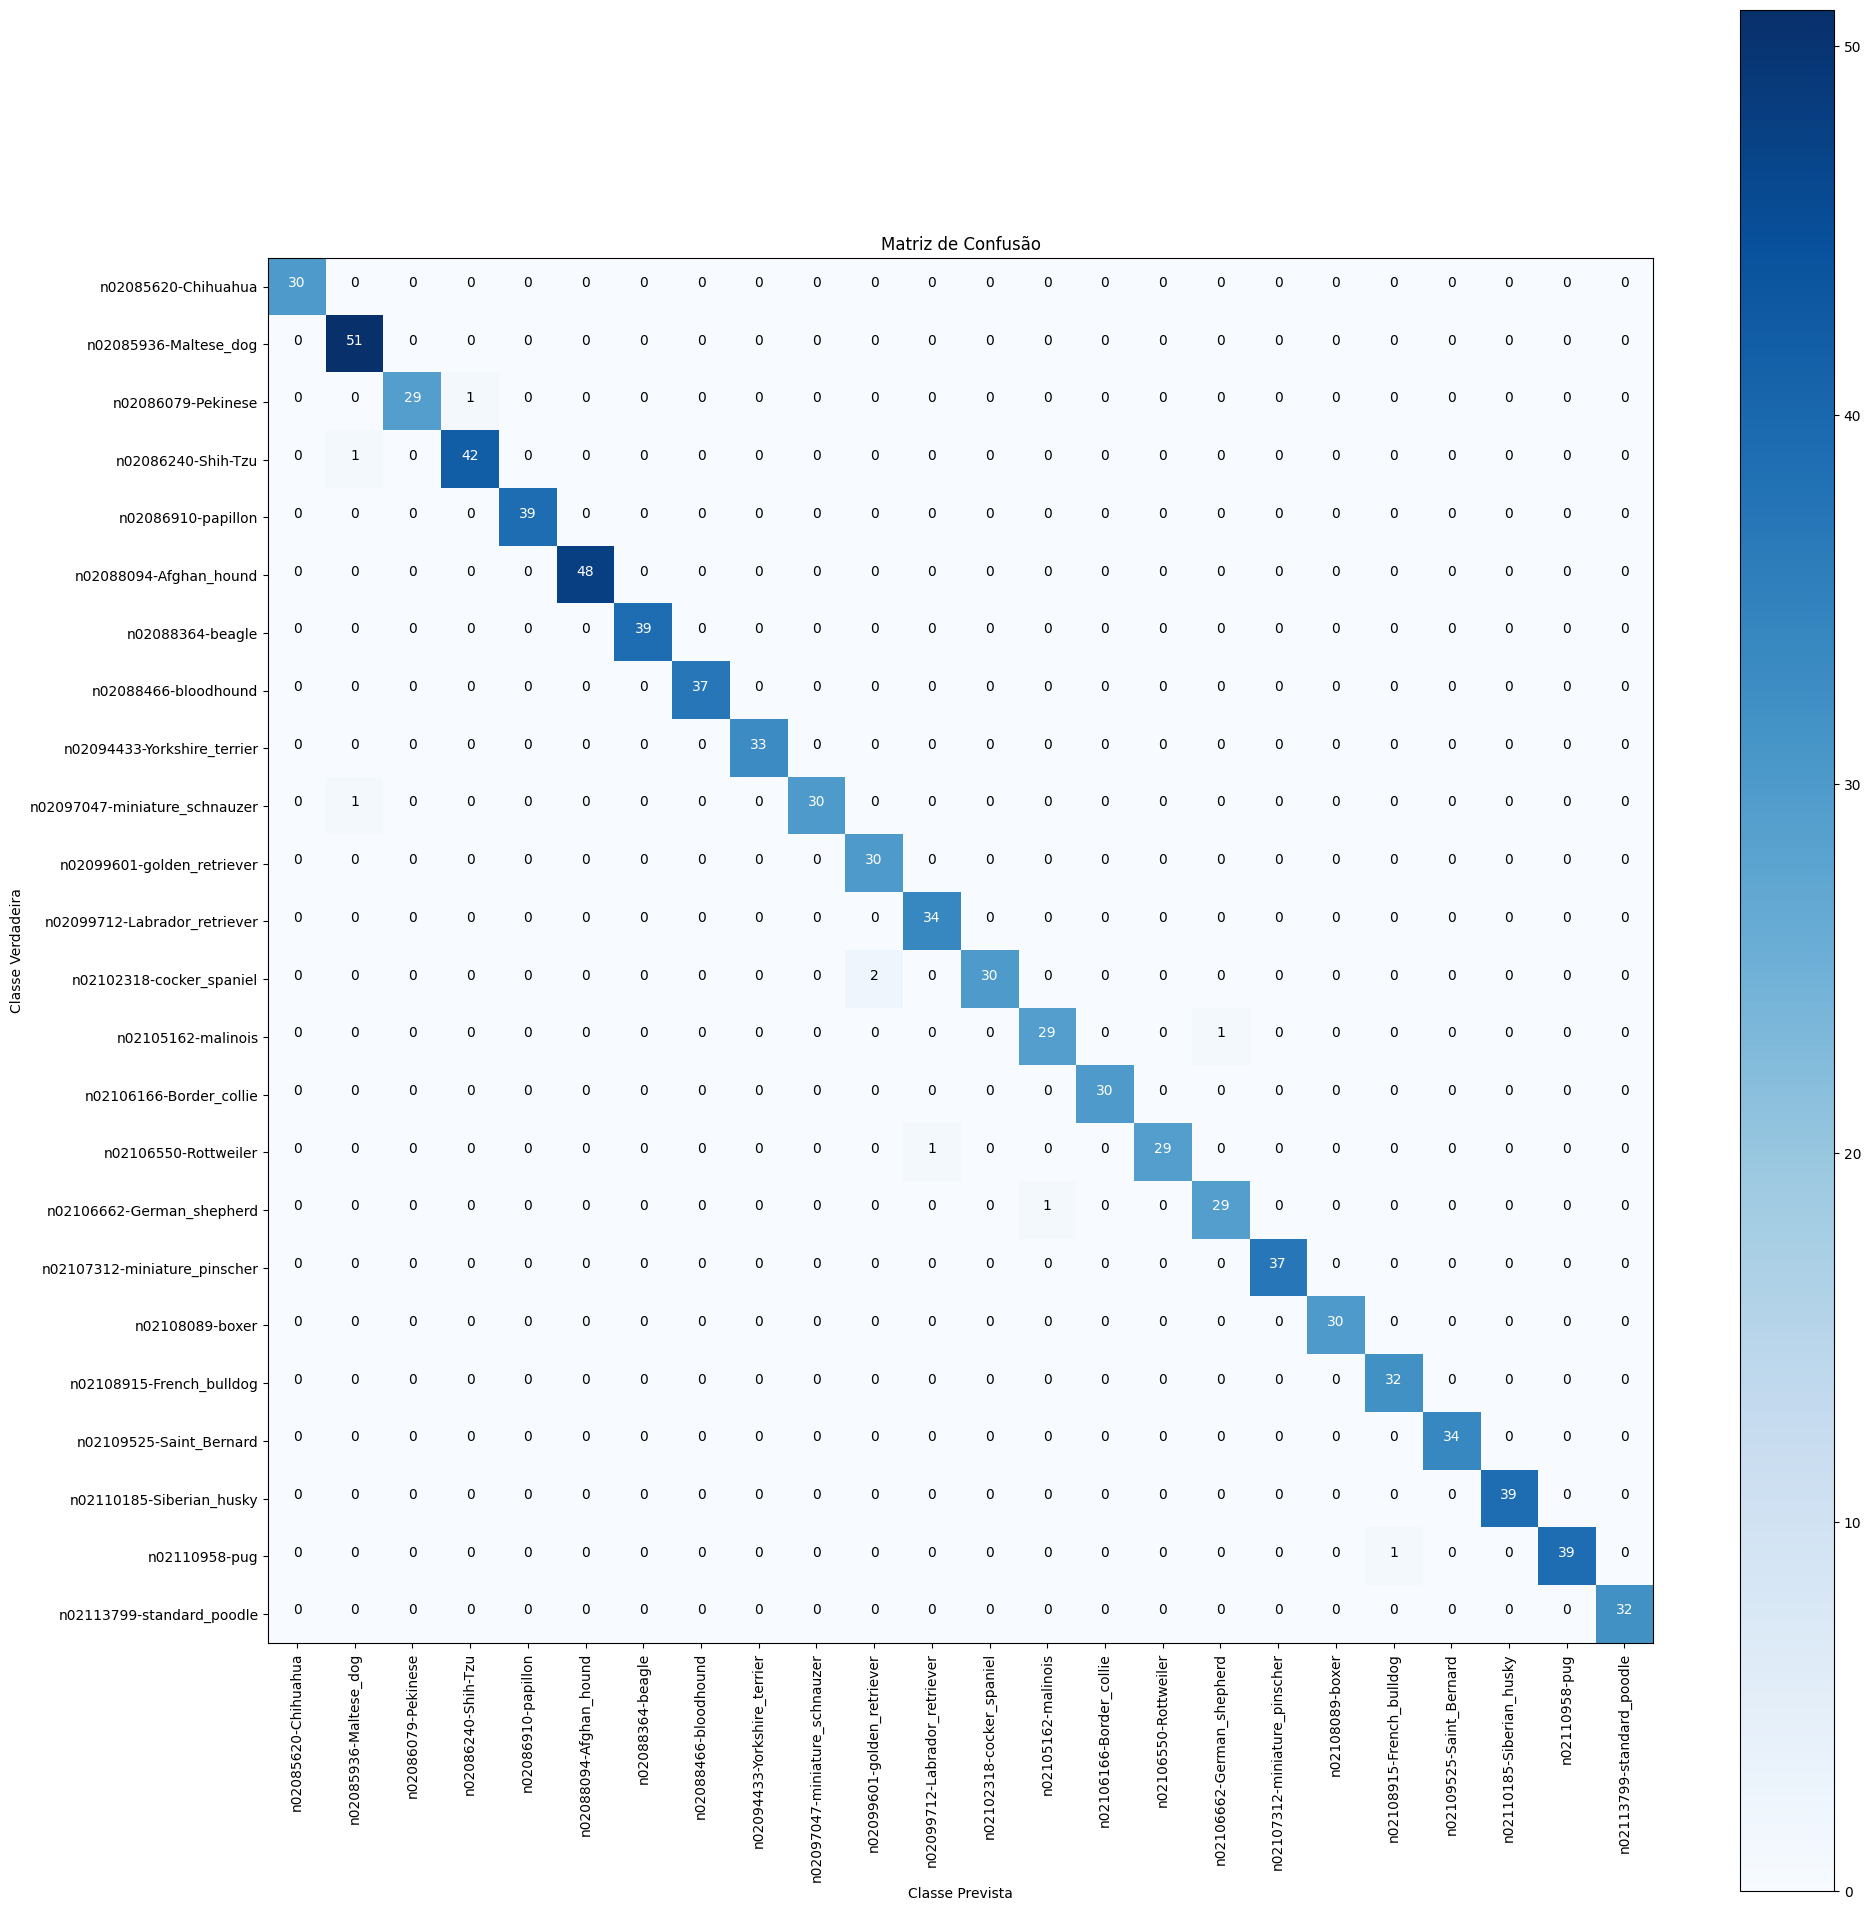 Matriz de Confusão
n02085620-Chihuahua 30 0 0 0 0 0 0 0 0 0 0 0 0 0 0 0 0 0 0 0 0 0 0 0
n02085936-Maltese_dog 0 51 0 0 0 0 0 0 0 0 0 0 0 0 0 0 0 0 0 0 0 0 0 0
n02086079-Pekinese 0 0 29 1 0 0 0 0 0 0 0 0 0 0 0 0 0 0 0 0 0 0 0 0
n02086240-Shih-Tzu 0 1 0 42 0 0 0 0 0 0 0 0 0 0 0 0 0 0 0 0 0 0 0 0
n02086910-papillon 0 0 0 0 39 0 0 0 0 0 0 0 0 0 0 0 0 0 0 0 0 0 0 0
n02088094-Afghan_hound 0 0 0 0 0 48 0 0 0 0 0 0 0 0 0 0 0 0 0 0 0 0 0 0
n02088364-beagle 0 0 0 0 0 0 39 0 0 0 0 0 0 0 0 0 0 0 0 0 0 0 0 0
n02088466-bloodhound 0 0 0 0 0 0 0 37 0 0 0 0 0 0 0 0 0 0 0 0 0 0 0 0
n02094433-Yorkshire_terrier 0 0 0 0 0 0 0 0 33 0 0 0 0 0 0 0 0 0 0 0 0 0 0 0
n02097047-miniature_schnauzer 0 1 0 0 0 0 0 0 0 30 0 0 0 0 0 0 0 0 0 0 0 0 0 0
n02099601-golden_retriever 0 0 0 0 0 0 0 0 0 0 30 0 0 0 0 0 0 0 0 0 0 0 0 0
n02099712-Labrador_retriever 0 0 0 0 0 0 0 0 0 0 0 34 0 0 0 0 0 0 0 0 0 0 0 0
n02102318-cocker_spaniel 0 0 0 0 0 0 0 0 0 0 2 0 30 0 0 0 0 0 0 0 0 0 0 0
n02105162-malinois 0 0 0 0 0 0 0 0 0 0 0 0 0 29 0 0 1 0 0 0 0 0 0 0
n02106166-Border_collie 0 0 0 0 0 0 0 0 0 0 0 0 0 0 30 0 0 0 0 0 0 0 0 0
n02106550-Rottweiler 0 0 0 0 0 0 0 0 0 0 0 1 0 0 0 29 0 0 0 0 0 0 0 0
n02106662-German_shepherd 0 0 0 0 0 0 0 0 0 0 0 0 0 1 0 0 29 0 0 0 0 0 0 0
n02107312-miniature_pinscher 0 0 0 0 0 0 0 0 0 0 0 0 0 0 0 0 0 37 0 0 0 0 0 0
n02108089-boxer 0 0 0 0 0 0 0 0 0 0 0 0 0 0 0 0 0 0 30 0 0 0 0 0
n02108915-French_bulldog 0 0 0 0 0 0 0 0 0 0 0 0 0 0 0 0 0 0 0 32 0 0 0 0
n02109525-Saint_Bernard 0 0 0 0 0 0 0 0 0 0 0 0 0 0 0 0 0 0 0 0 34 0 0 0
n02110185-Siberian_husky 0 0 0 0 0 0 0 0 0 0 0 0 0 0 0 0 0 0 0 0 0 39 0 0
n02110958-pug 0 0 0 0 0 0 0 0 0 0 0 0 0 0 0 0 0 0 0 1 0 0 39 0
n02113799-standard_poodle 0 0 0 0 0 0 0 0 0 0 0 0 0 0 0 0 0 0 0 0 0 0 0 32
Classe Verdadeira
n02085620-Chihuahua
n02085936-Maltese_dog
n02086079-Pekinese
n02086240-Shih-Tzu
n02086910-papillon
n02088094-Afghan_hound
n02088364-beagle
n02088466-bloodhound
n02094433-Yorkshire_terrier
n02097047-miniature_schnauzer
n02099601-golden_retriever
n02099712-Labrador_retriever
n02102318-cocker_spaniel
n02105162-malinois
n02106166-Border_collie
n02106550-Rottweiler
n02106662-German_shepherd
n02107312-miniature_pinscher
n02108089-boxer
n02108915-French_bulldog
n02109525-Saint_Bernard
n02110185-Siberian_husky
n02110958-pug
n02113799-standard_poodle
Classe Prevista
50
40
30
20
10
0